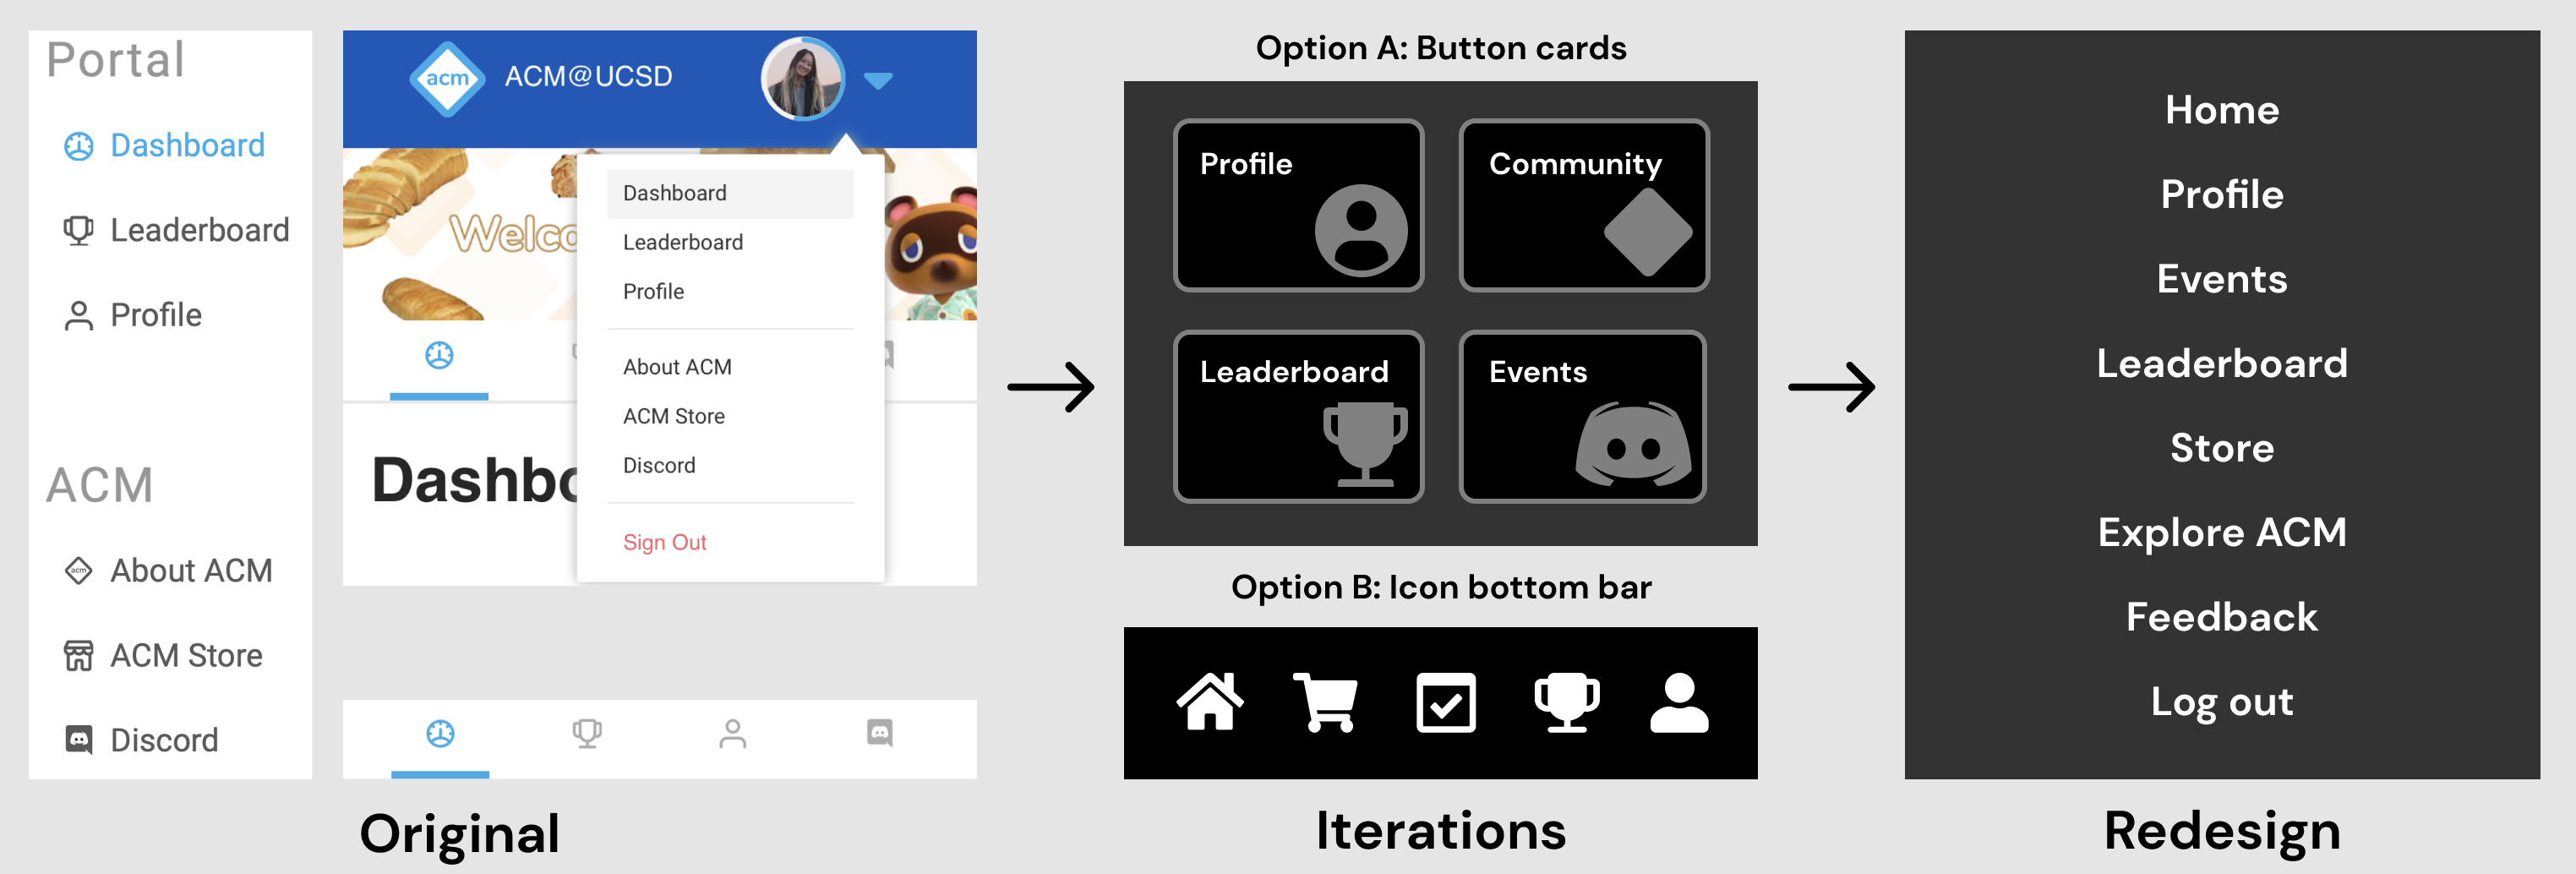 Portal
Dashboard
Leaderboard
Profile
ACM
About ACM
acm
ACM Store
Discord
acm
ACM@UCSD
Welco
Dashboard
Leaderboard
Profile
About ACM
ACM Store
Discord
Sign Out
Dashbo
Original
Option A: Button cards
Profile
Community
Leaderboard
Events
Option B: Icon bottom bar
Iterations
Home
Profile
Events
Leaderboard
Store
Explore ACM
Feedback
Log out
Redesign